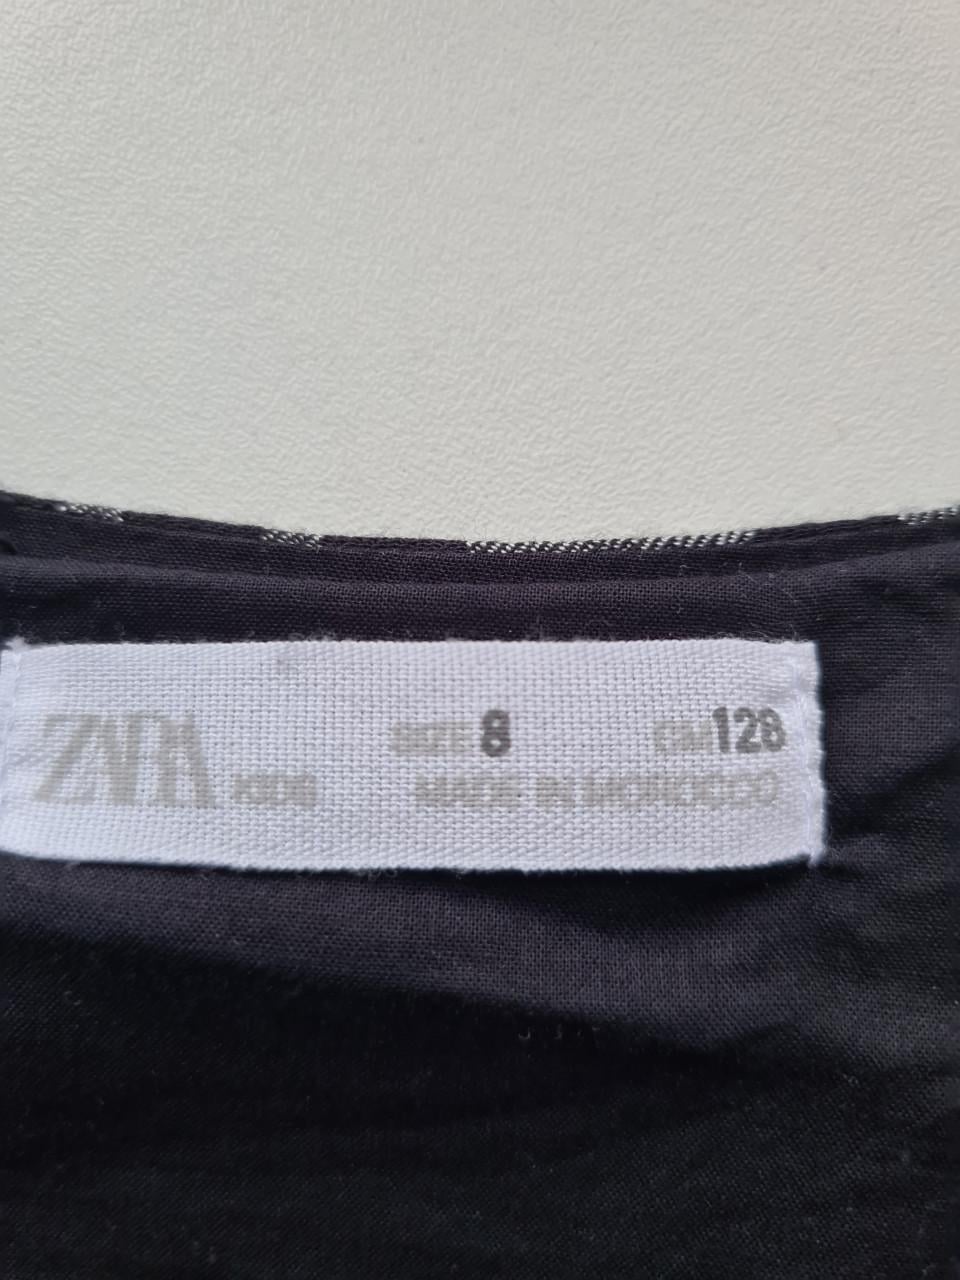 ZARA KIDS
SIZE 8 CM 128
MADE IN MOROCCO